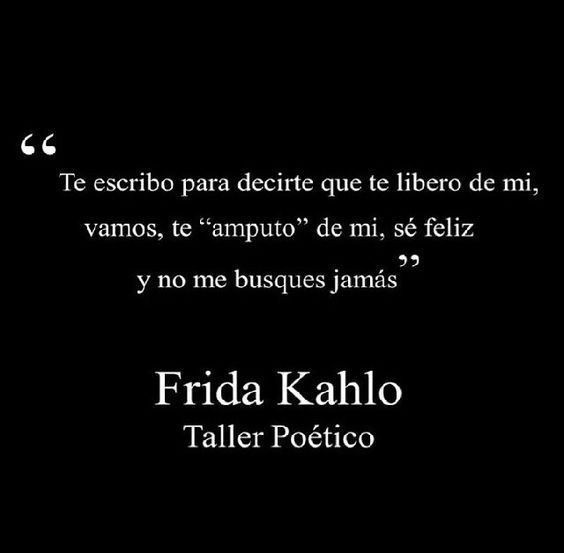 “
Te escribo para decirte que te libero de mi,
vamos, te “amputo” de mi, sé feliz
y no me busques jamás”
Frida Kahlo
Taller Poético